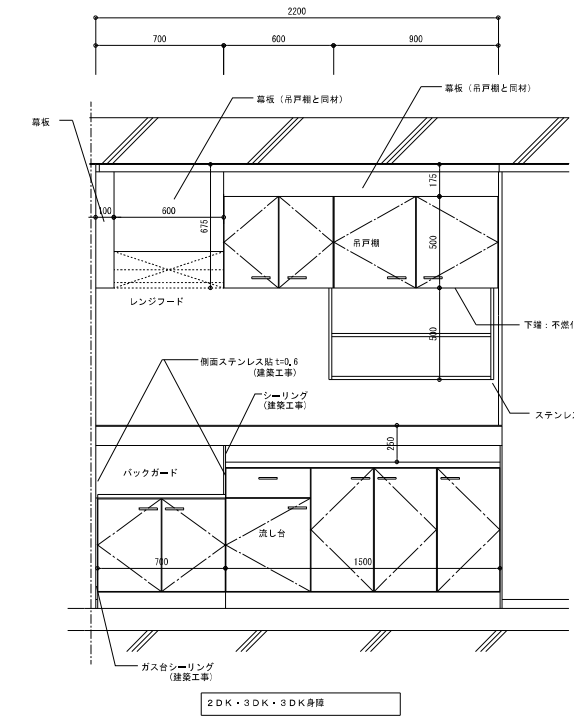 2200
700
600
900
幕板（吊戸棚と同材）
幕板（吊戸棚と同材）
幕板
175
100
600
675
吊戸棚
500
レンジフード
下端：不燃
500
側面ステンレス貼 t=0.6
（建築工事）
シーリング
（建築工事）
ステンレ
250
バックガード
流し台
700
1500
ガス台シーリング
（建築工事）
２ＤＫ・３ＤＫ・３ＤＫ身障